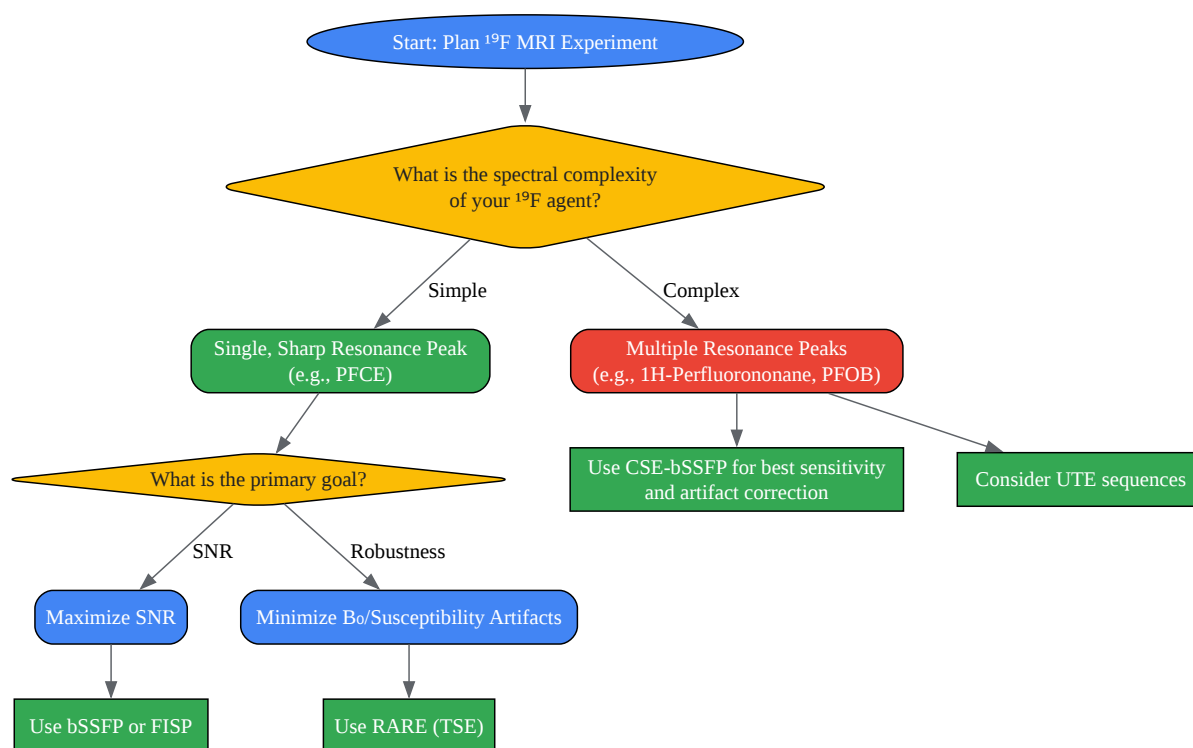 Start: Plan ¹⁹F MRI Experiment
What is the spectral complexity
of your ¹⁹F agent?
Simple
Complex
Single, Sharp Resonance Peak
(e.g., PFCE)
Multiple Resonance Peaks
(e.g., 1H-Perfluorononane, PFOB)
What is the primary goal?
Use CSE-bSSFP for best sensitivity
and artifact correction
Consider UTE sequences
SNR
Robustness
Maximize SNR
Minimize B₀/Susceptibility Artifacts
Use bSSFP or FISP
Use RARE (TSE)